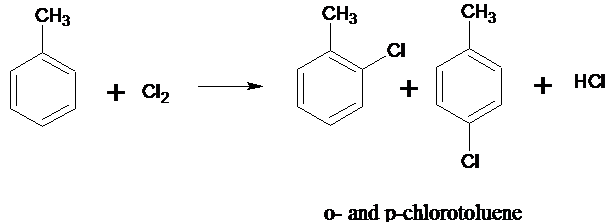 CH₃ CH₃ CH₃
Cl
+ Cl₂ + + HCl
Cl
o- and p-chlorotoluene